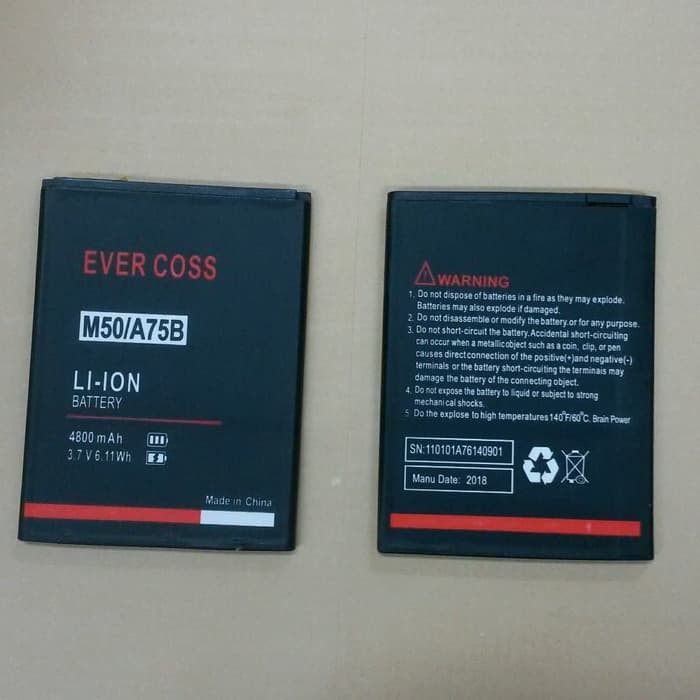 EVER COSS
M50/A75B
LI-ION
BATTERY
4800 mAh
3.7 V 6.11Wh
Made in China
WARNING
1. Do not dispose of batteries in a fire as they may explode.
Batteries may also explode if damaged.
2. Do not disassemble or modify the battery.or for any purpose.
3. Do not short-circuit the battery.Accidental short-circuiting
can occur when a metallicobject such as a coin, clip, or pen
causes direct connection of the positive(+)and negative(-)
terminals or the battery short-circuiting the terminais may
damage the battery of the connecting object.
4. Do not expose the battery to liquid or subject to strong
mechanical shocks.
5. Do the explose to high temperatures 140°F/60°C, Brain Power
SN:110101A76140901
Manu Date: 2018